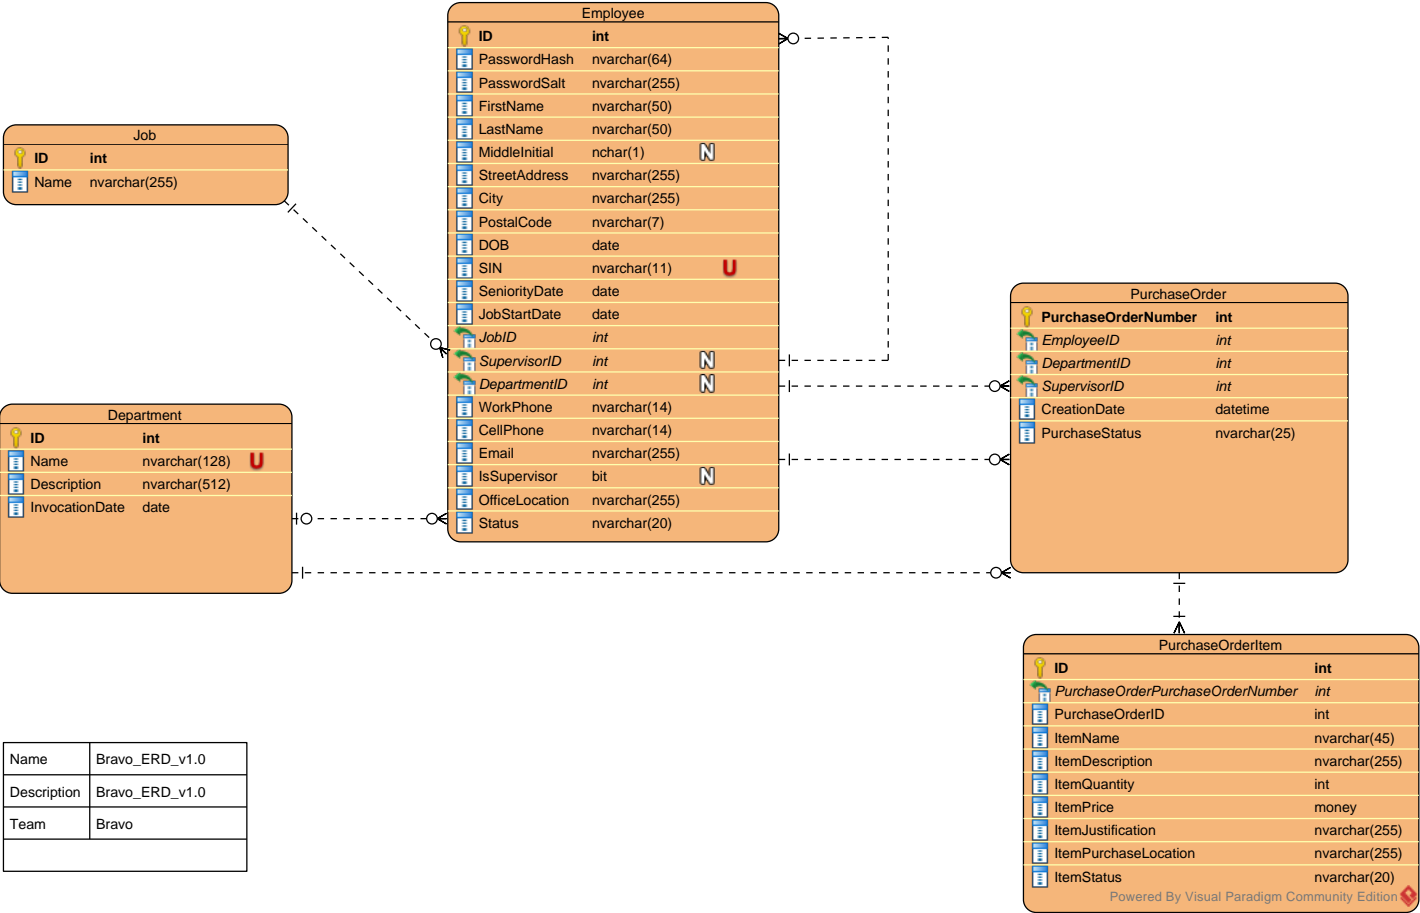 Employee
ID int
PasswordHash nvarchar(64)
PasswordSalt nvarchar(255)
FirstName nvarchar(50)
LastName nvarchar(50)
MiddleInitial nchar(1) N
StreetAddress nvarchar(255)
City nvarchar(255)
PostalCode nvarchar(7)
DOB date
SIN nvarchar(11) U
SeniorityDate date
JobStartDate date
JobID int
SupervisorID int N
DepartmentID int N
WorkPhone nvarchar(14)
CellPhone nvarchar(14)
Email nvarchar(255)
IsSupervisor bit N
OfficeLocation nvarchar(255)
Status nvarchar(20)
Job
ID int
Name nvarchar(255)
Department
ID int
Name nvarchar(128) U
Description nvarchar(512)
InvocationDate date
PurchaseOrder
PurchaseOrderNumber int
EmployeeID int
DepartmentID int
SupervisorID int
CreationDate datetime
PurchaseStatus nvarchar(25)
PurchaseOrderItem
ID int
PurchaseOrderPurchaseOrderNumber int
PurchaseOrderID int
ItemName nvarchar(45)
ItemDescription nvarchar(255)
ItemQuantity int
ItemPrice money
ItemJustification nvarchar(255)
ItemPurchaseLocation nvarchar(255)
ItemStatus nvarchar(20)
Powered By Visual Paradigm Community Edition
Name Bravo_ERD_v1.0
Description Bravo_ERD_v1.0
Team Bravo